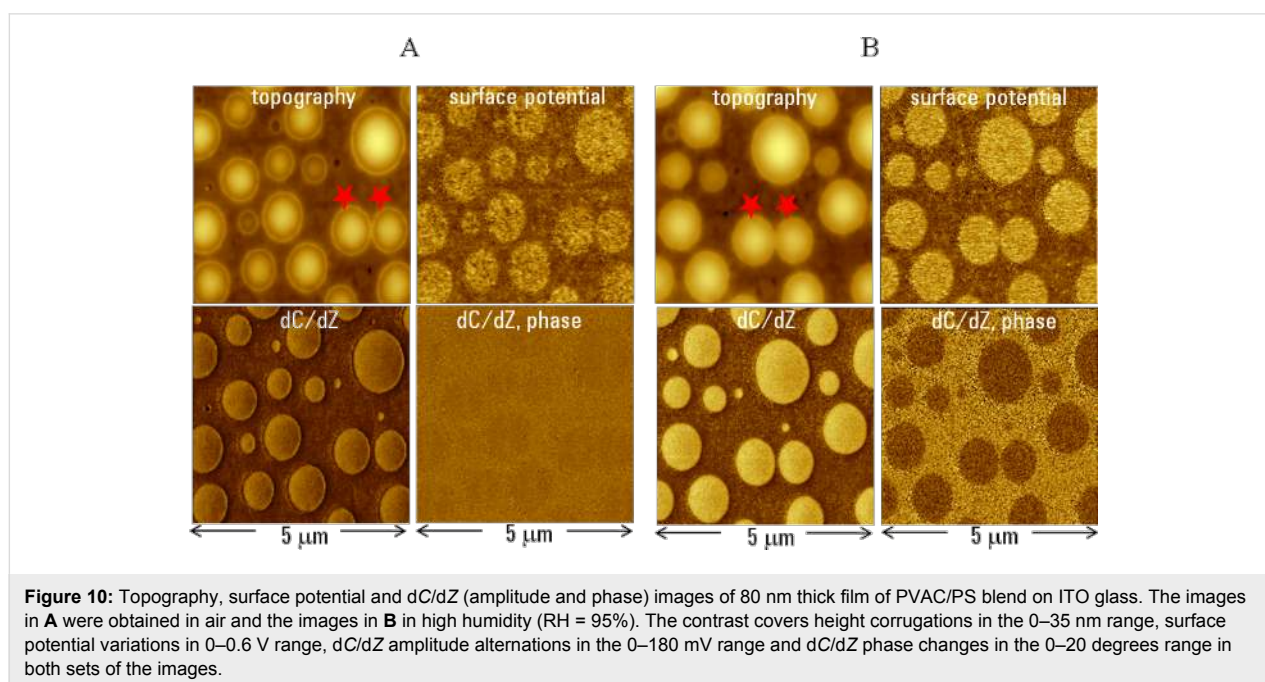 A
B
topography
surface potential
topography
surface potential
dC/dZ
dC/dZ, phase
dC/dZ
dC/dZ, phase
5 μm
5 μm
5 μm
5 μm
Figure 10: Topography, surface potential and dC/dZ (amplitude and phase) images of 80 nm thick film of PVAC/PS blend on ITO glass. The images
in A were obtained in air and the images in B in high humidity (RH = 95%). The contrast covers height corrugations in the 0–35 nm range, surface
potential variations in 0–0.6 V range, dC/dZ amplitude alternations in the 0–180 mV range and dC/dZ phase changes in the 0–20 degrees range in
both sets of the images.